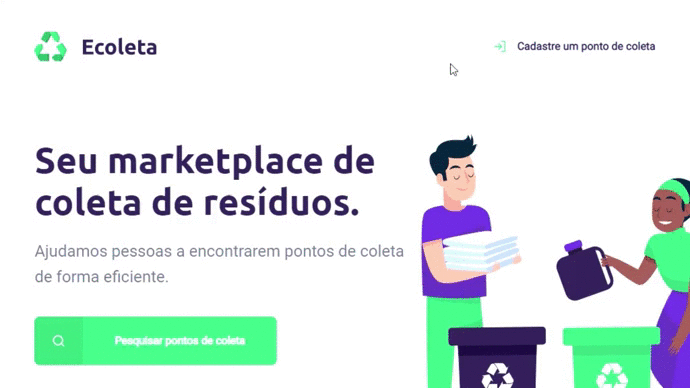 Ecoleta
Cadastre um ponto de coleta
Seu marketplace de
coleta de resíduos.
Ajudamos pessoas a encontrarem pontos de coleta
de forma eficiente.
Pesquisar pontos de coleta